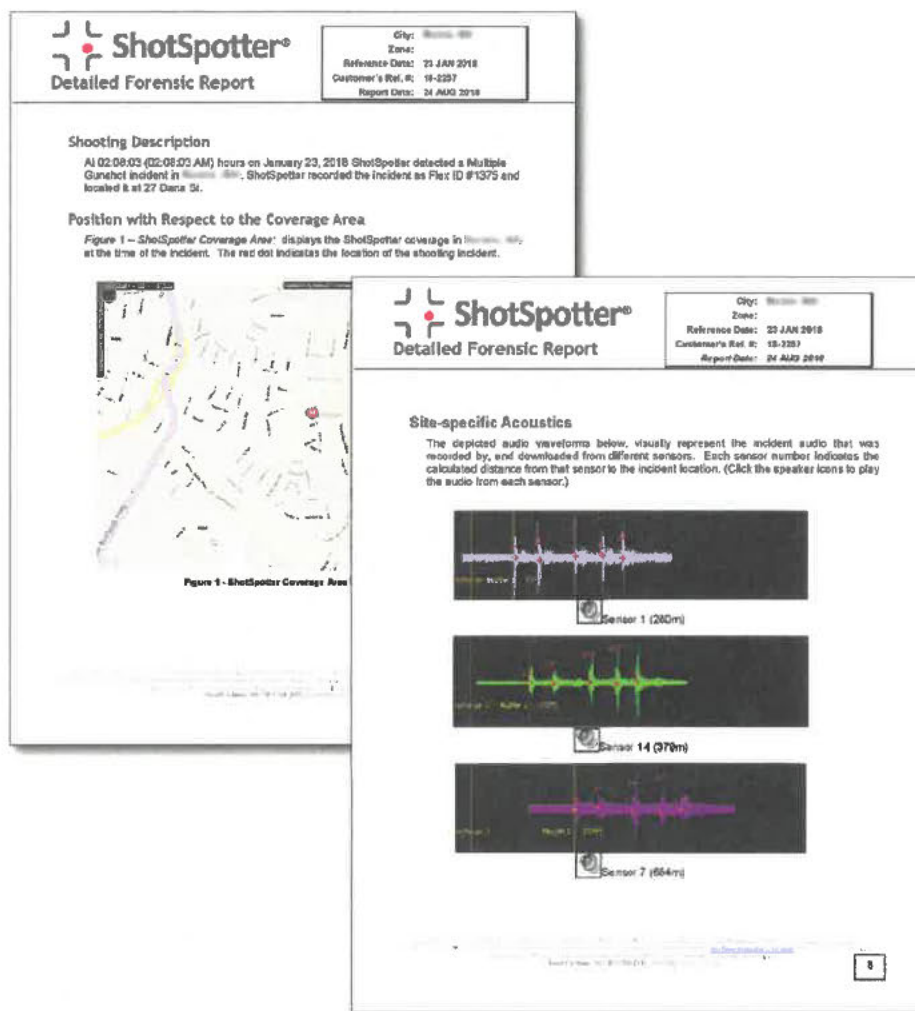 ShotSpotter®
Detailed Forensic Report
City:
Zone:
Reference Date: 23 JAN 2018
Customer's Ref. #: 18-2287
Report Date: 24 AUG 2018
Shooting Description
At 02:08:03 (02:08:03 AM) hours on January 23, 2018 ShotSpotter detected a Multiple
Gunshot incident in , ShotSpotter recorded the incident as Flex ID #1375 and
located it at 27 Dana St.
Position with Respect to the Coverage Area
Figure 1 – ShotSpotter Coverage Area: displays the ShotSpotter coverage in
at the time of the incident. The red dot indicates the location of the shooting incident.
Figure 1 - ShotSpotter Coverage Area
ShotSpotter®
Detailed Forensic Report
City:
Zone:
Reference Date: 23 JAN 2018
Customer's Ref. #: 18-2287
Report Date: 24 AUG 2018
Site-specific Acoustics
The depicted audio waveforms below, visually represent the incident audio that was
recorded by, and downloaded from different sensors. Each sensor number indicates the
calculated distance from that sensor to the incident location. (Click the speaker icons to play
the audio from each sensor.)
Sensor 1 (280m)
Sensor 14 (379m)
Sensor 7 (664m)
8